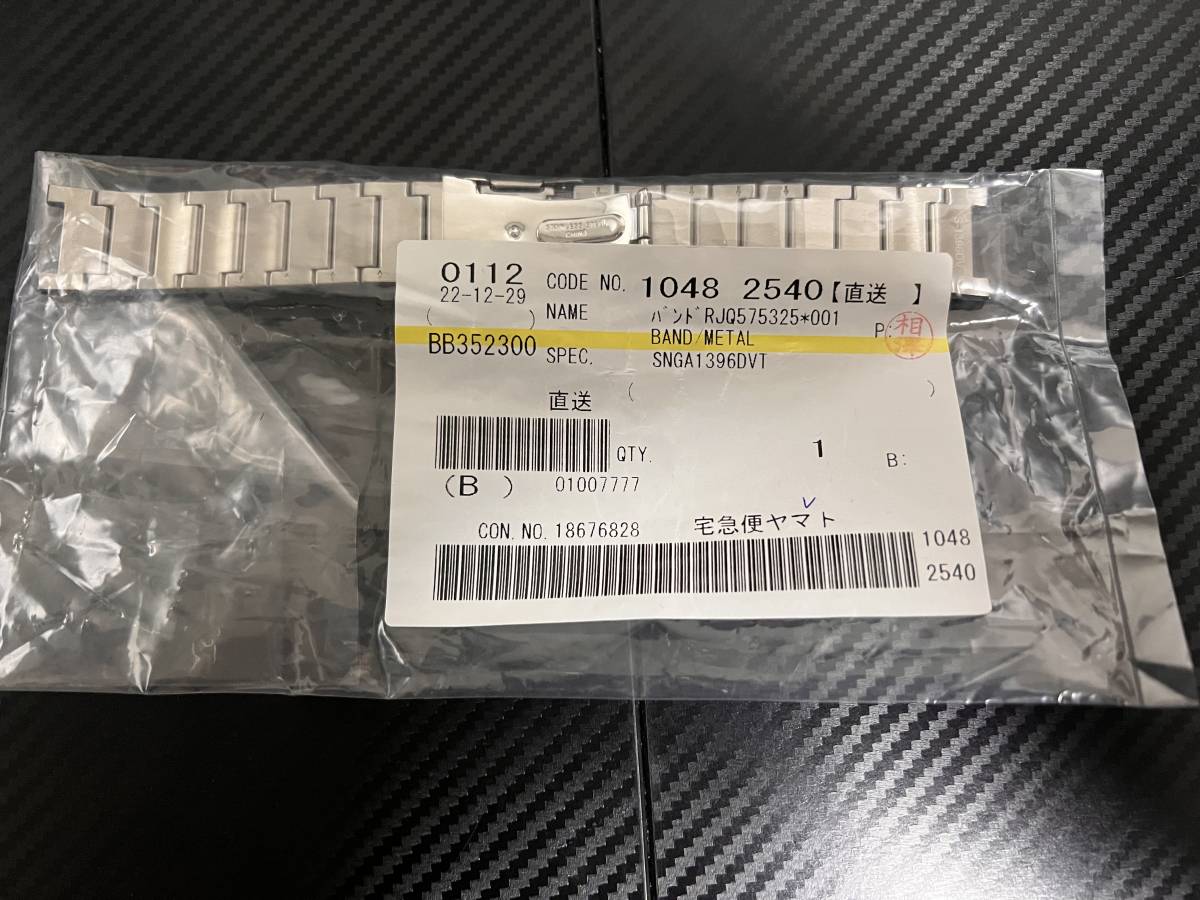 0112
22-12-29
CODE NO. 1048 2540【直送 】
( )
NAME
バンドRJQ575325*001
P:
相
BB352300
BAND/METAL
SPEC.
SNGA1396DVT
( )
直送
QTY. 1
B:
(B )
01007777
CON.NO.18676828
宅急便ヤマト
1048
2540